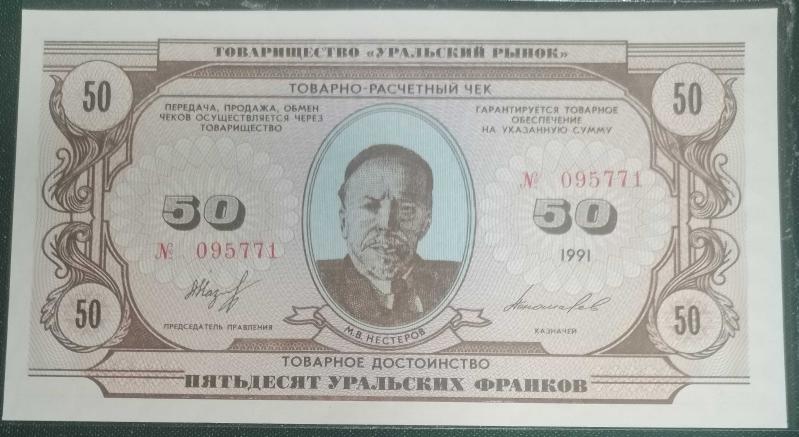 ТОВАРИЩЕСТВО «УРАЛЬСКИЙ РЫНОК»
50
ТОВАРНО-РАСЧЕТНЫЙ ЧЕК
50
ПЕРЕДАЧА, ПРОДАЖА, ОБМЕН
ЧЕКОВ ОСУЩЕСТВЛЯЕТСЯ ЧЕРЕЗ
ТОВАРИЩЕСТВО
ГАРАНТИРУЕТСЯ ТОВАРНОЕ
ОБЕСПЕЧЕНИЕ
НА УКАЗАННУЮ СУММУ
50
№ 095771
№ 095771
50
1991
50
ПРЕДСЕДАТЕЛЬ ПРАВЛЕНИЯ
М.В. НЕСТЕРОВ
КАЗНАЧЕЙ
50
ТОВАРНОЕ ДОСТОИНСТВО
ПЯТЬДЕСЯТ УРАЛЬСКИХ ФРАНКОВ